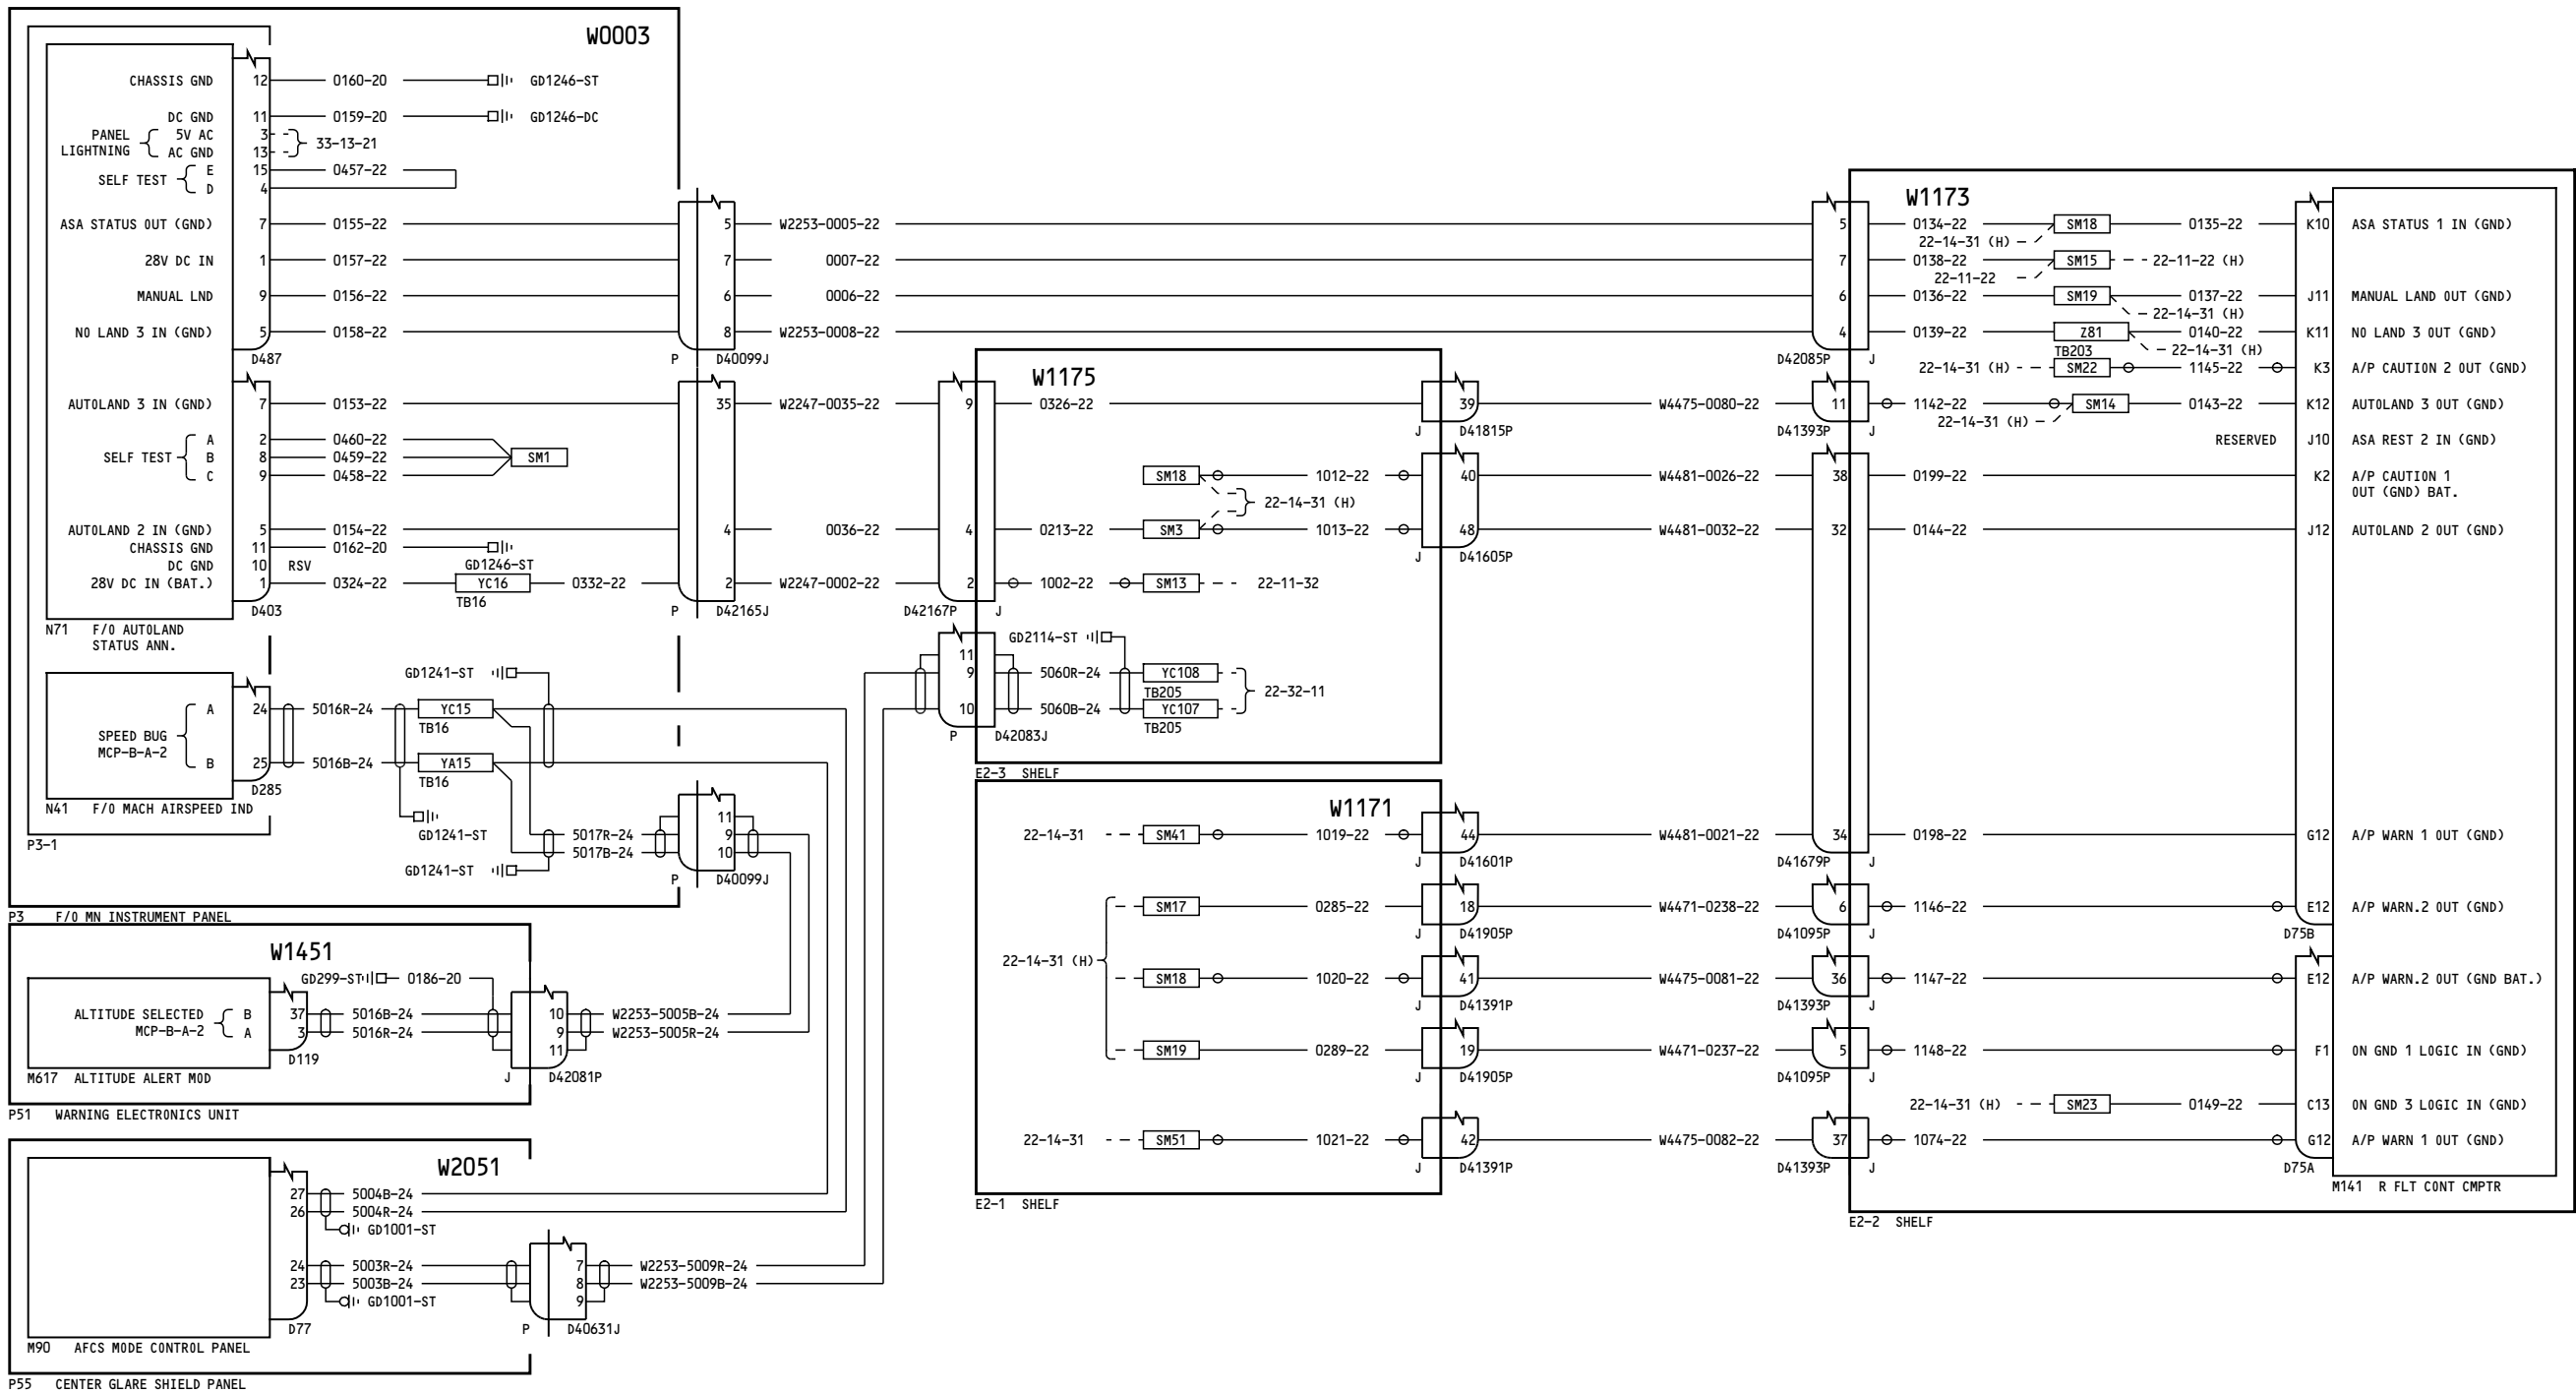 W0003
CHASSIS GND 12 0160-20 GD1246-ST
DC GND 11 0159-20 GD1246-DC
PANEL LIGHTNING 5V AC 3
AC GND 13 33-13-21
SELF TEST E 15 0457-22
D 4
ASA STATUS OUT (GND) 7 0155-22 5 W2253-0005-22 5
28V DC IN 1 0157-22 7 0007-22 7
MANUAL LND 9 0156-22 6 0006-22 6
NO LAND 3 IN (GND) 5 0158-22 8 W2253-0008-22 4
D487 P D40099J D42085P J
AUTOLAND 3 IN (GND) 7 0153-22 35 W2247-0035-22 9
SELF TEST A 2 0460-22
B 8 0459-22 SM1
C 9 0458-22
AUTOLAND 2 IN (GND) 5 0154-22 4 0036-22 4
CHASSIS GND 11 0162-20 GD1246-ST
DC GND 10 RSV
28V DC IN (BAT.) 1 0324-22 YC16 0332-22 2 W2247-0002-22 2
TB16
D403 P D42165J D42167P J
N71 F/O AUTOLAND
STATUS ANN.
SPEED BUG
MCP-B-A-2
A 24 5016R-24 YC15
TB16
B 25 5016B-24 YA15
TB16
GD1241-ST
GD1241-ST
GD1241-ST
D285
N41 F/O MACH AIRSPEED IND
P3-1
5017R-24
5017B-24
11
9
10
P D40099J
P3 F/O MN INSTRUMENT PANEL
W1451
GD299-ST 0186-20
ALTITUDE SELECTED
MCP-B-A-2
B 37 5016B-24 10 W2253-5005B-24
A 3 5016R-24 9 W2253-5005R-24
11
D119 J D42081P
M617 ALTITUDE ALERT MOD
P51 WARNING ELECTRONICS UNIT
W2051
27 5004B-24
26 5004R-24
GD1001-ST
24 5003R-24 7 W2253-5009R-24
23 5003B-24 8 W2253-5009B-24
GD1001-ST 9
D77 P D40631J
M90 AFCS MODE CONTROL PANEL
P55 CENTER GLARE SHIELD PANEL
W1175
0326-22 39 W4475-0080-22 11
J D41815P D41393P J
SM18 1012-22 40 W4481-0026-22 38
22-14-31 (H)
0213-22 SM3 1013-22 48 W4481-0032-22 32
J D41605P
1002-22 SM13 22-11-32
GD2114-ST
11
9 5060R-24 YC108
TB205
22-32-11
10 5060B-24 YC107
TB205
P D42083J
E2-3 SHELF
W1171
22-14-31 SM41 1019-22 44 W4481-0021-22 34
J D41601P D41679P J
SM17 0285-22 18 W4471-0238-22 6
J D41905P D41095P J
22-14-31 (H)
SM18 1020-22 41 W4475-0081-22 36
J D41391P D41393P J
SM19 0289-22 19 W4471-0237-22 5
J D41905P D41095P J
22-14-31 SM51 1021-22 42 W4475-0082-22 37
J D41391P D41393P J
E2-1 SHELF
W1173
0134-22 SM18 0135-22 K10 ASA STATUS 1 IN (GND)
22-14-31 (H)
0138-22 SM15 22-11-22 (H)
22-11-22
0136-22 SM19 0137-22 J11 MANUAL LAND OUT (GND)
22-14-31 (H)
0139-22 Z81 0140-22 K11 NO LAND 3 OUT (GND)
TB203 22-14-31 (H)
22-14-31 (H) SM22 1145-22 K3 A/P CAUTION 2 OUT (GND)
1142-22 SM14 0143-22 K12 AUTOLAND 3 OUT (GND)
22-14-31 (H)
RESERVED J10 ASA REST 2 IN (GND)
0199-22 K2 A/P CAUTION 1
OUT (GND) BAT.
0144-22 J12 AUTOLAND 2 OUT (GND)
0198-22 G12 A/P WARN 1 OUT (GND)
1146-22 E12 A/P WARN.2 OUT (GND)
D75B
1147-22 E12 A/P WARN.2 OUT (GND BAT.)
1148-22 F1 ON GND 1 LOGIC IN (GND)
22-14-31 (H) SM23 0149-22 C13 ON GND 3 LOGIC IN (GND)
1074-22 G12 A/P WARN 1 OUT (GND)
D75A
M141 R FLT CONT CMPTR
E2-2 SHELF